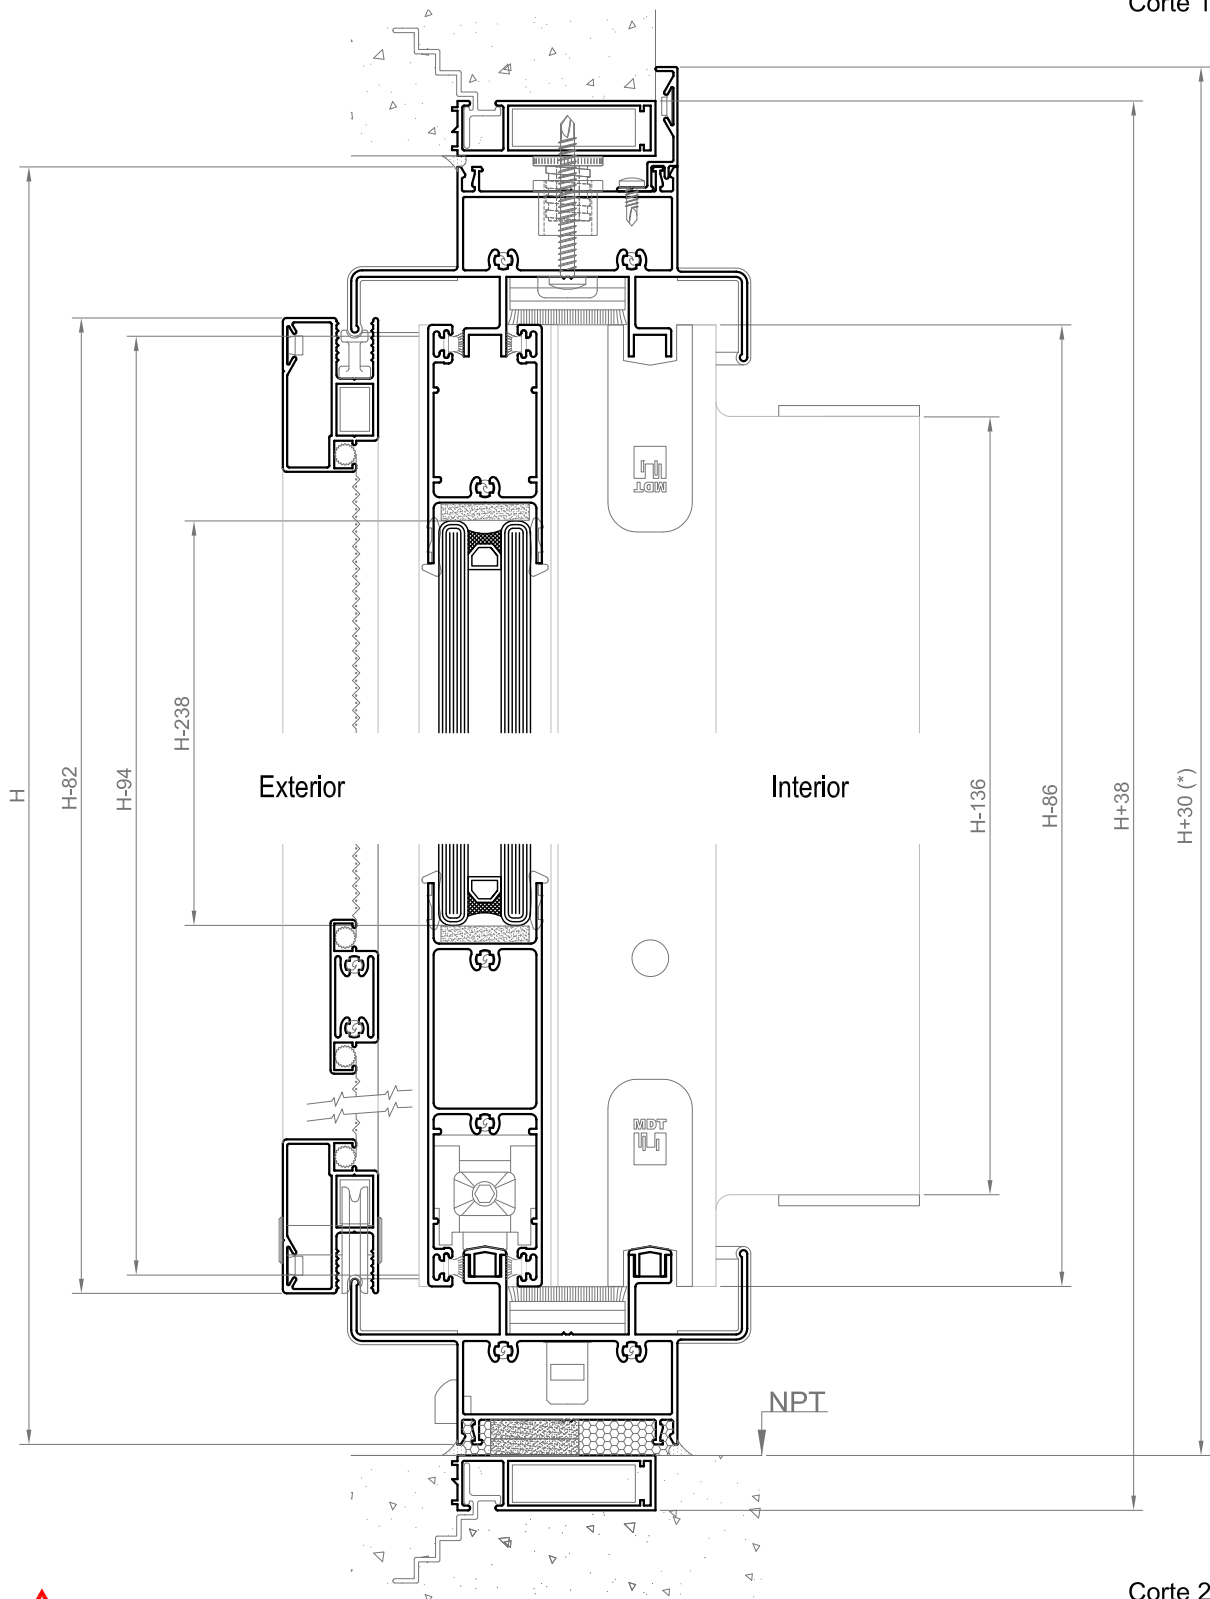 Corte 1
MDT
H
H-82
H-94
H-238
Exterior
Interior
H-136
H-86
H+38
H+30 (*)
MDT
NPT
Corte 2